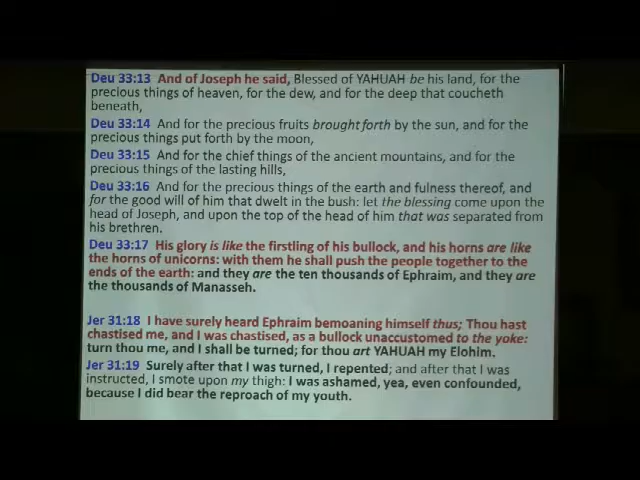 Deu 33:13 And of Joseph he said, Blessed of YAHUAH be his land, for the
precious things of heaven, for the dew, and for the deep that coucheth
beneath,
Deu 33:14 And for the precious fruits brought forth by the sun, and for the
precious things put forth by the moon,
Deu 33:15 And for the chief things of the ancient mountains, and for the
precious things of the lasting hills,
Deu 33:16 And for the precious things of the earth and fulness thereof, and
for the good will of him that dwelt in the bush: let the blessing come upon the
head of Joseph, and upon the top of the head of him that was separated from
his brethren.
Deu 33:17 His glory is like the firstling of his bullock, and his horns are like
the horns of unicorns: with them he shall push the people together to the
ends of the earth: and they are the ten thousands of Ephraim, and they are
the thousands of Manasseh.
Jer 31:18 I have surely heard Ephraim bemoaning himself thus; Thou hast
chastised me, and I was chastised, as a bullock unaccustomed to the yoke:
turn thou me, and I shall be turned; for thou art YAHUAH my Elohim.
Jer 31:19 Surely after that I was turned, I repented; and after that I was
instructed, I smote upon my thigh: I was ashamed, yea, even confounded,
because I did bear the reproach of my youth.